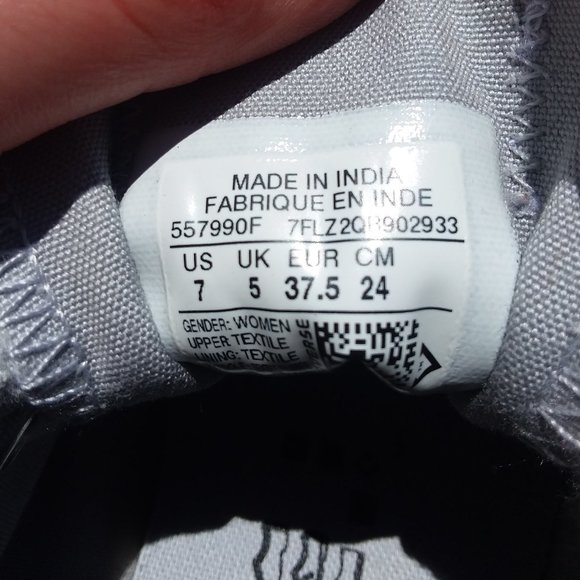 MADE IN INDIA
FABRIQUE EN INDE
557990F
US UK EUR CM
7 5 37.5 24
GENDER: WOMEN
UPPER: TEXTILE
LINING: TEXTILE